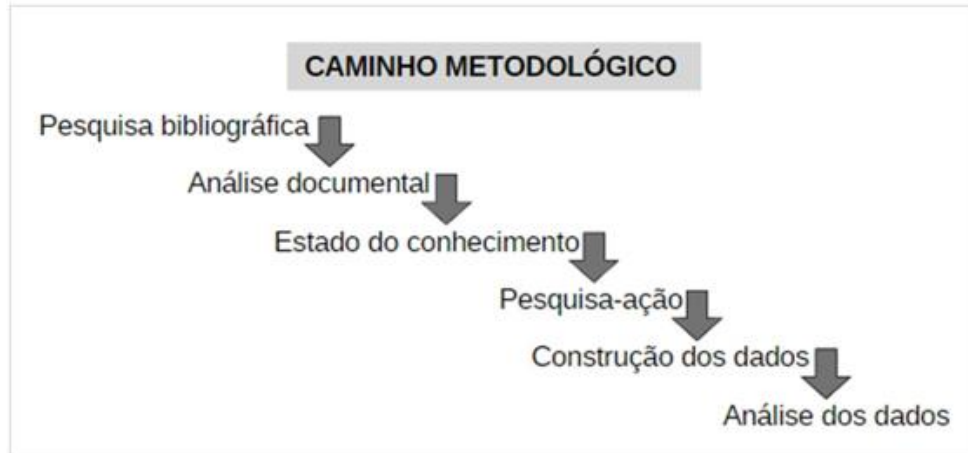 CAMINHO METODOLÓGICO
Pesquisa bibliográfica
Análise documental
Estado do conhecimento
Pesquisa-ação
Construção dos dados
Análise dos dados